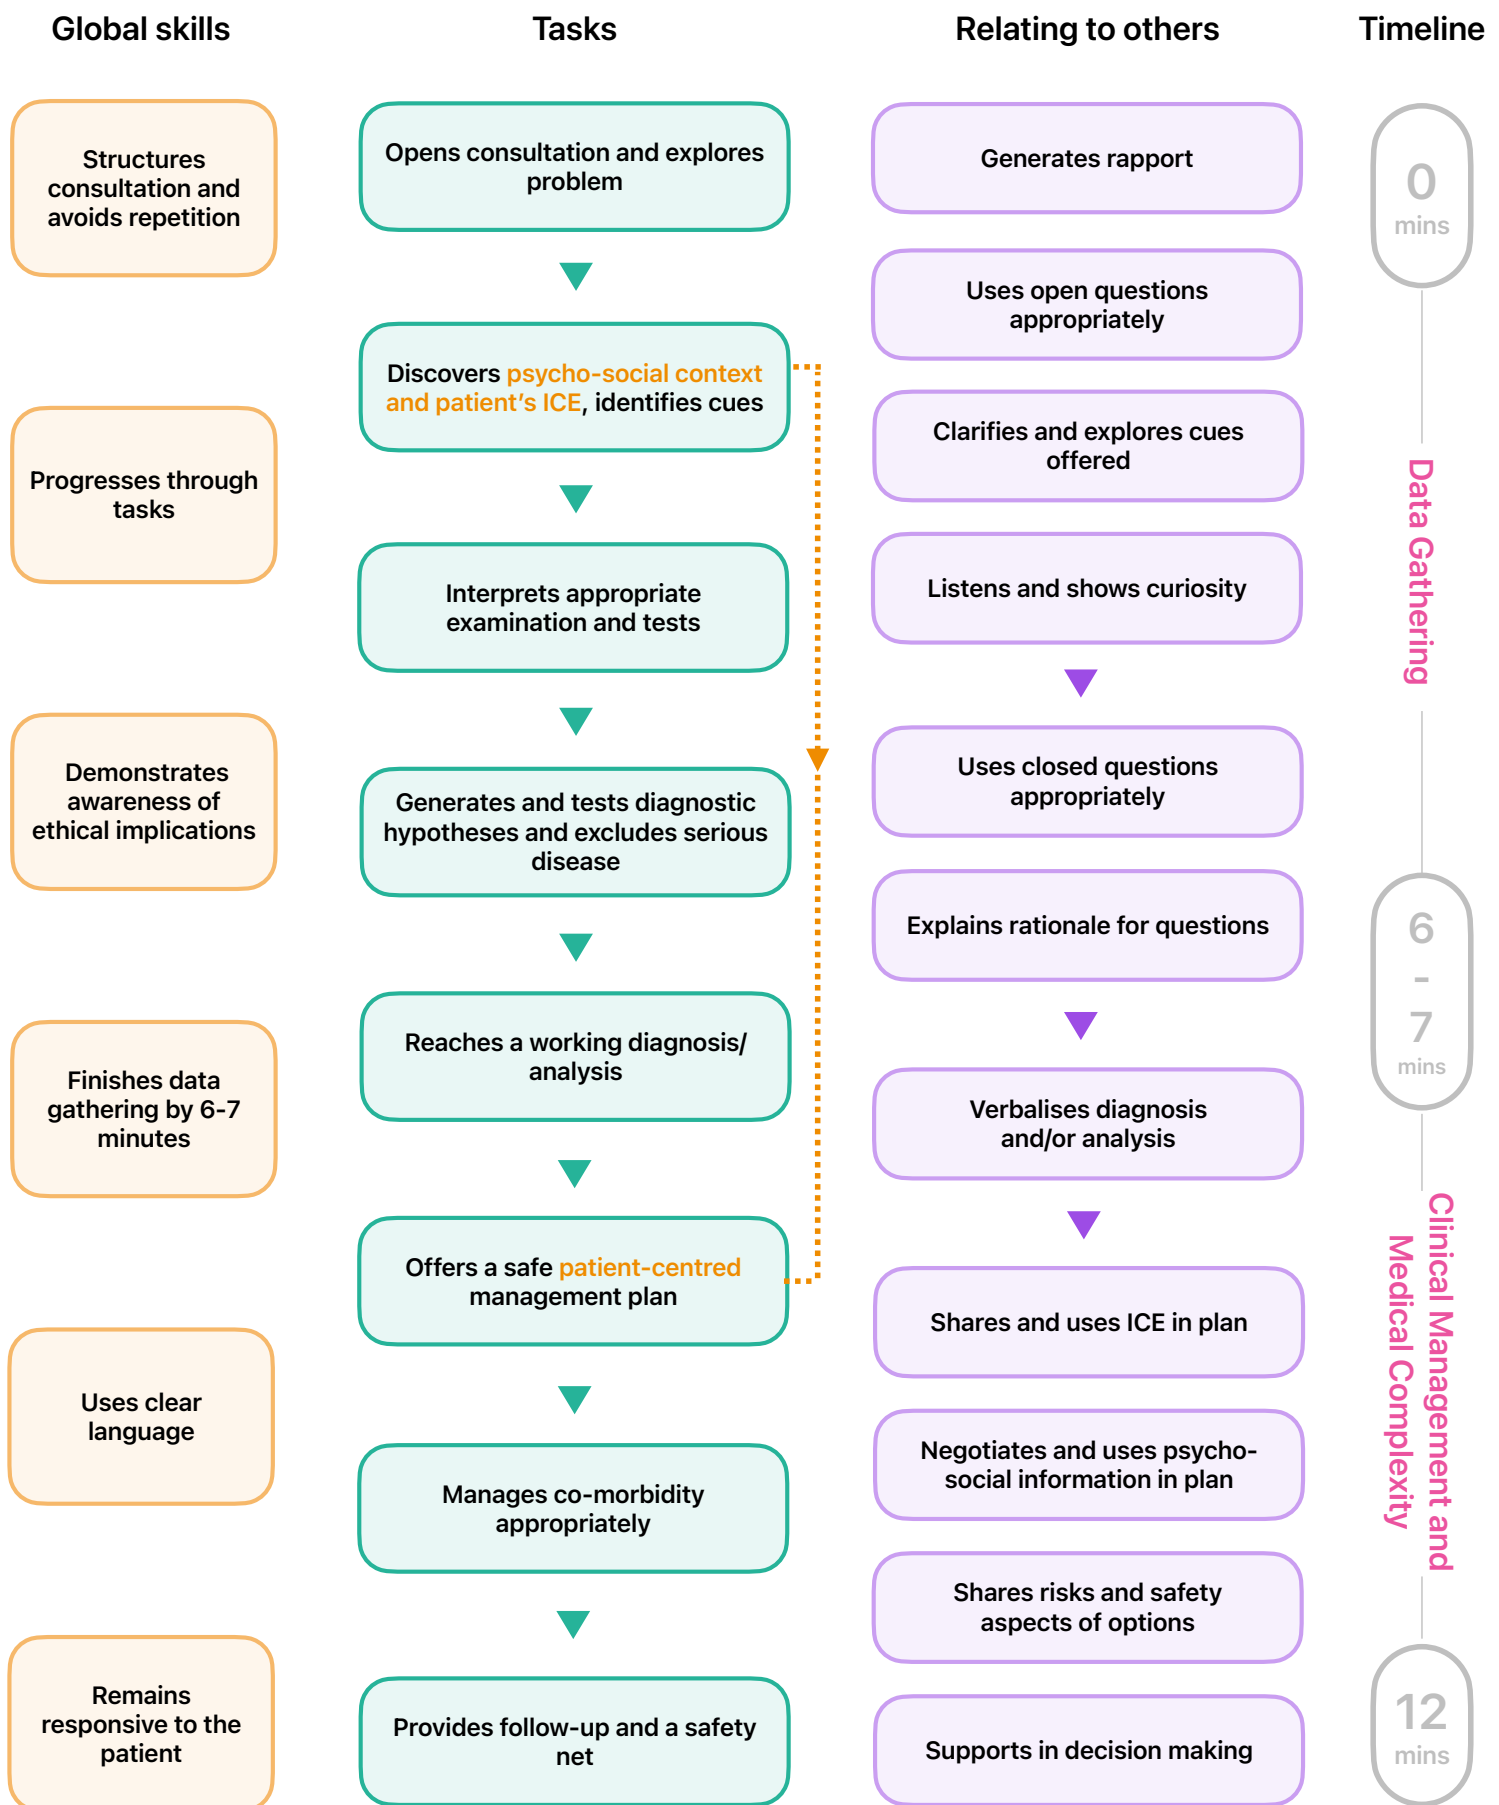 Global skills
Tasks
Relating to others
Timeline
Structures
consultation and
avoids repetition
Progresses through
tasks
Demonstrates
awareness of
ethical implications
Finishes data
gathering by 6-7
minutes
Uses clear
language
Remains
responsive to the
patient
Opens consultation and explores
problem
Discovers psycho-social context
and patient’s ICE, identifies cues
Interprets appropriate
examination and tests
Generates and tests diagnostic
hypotheses and excludes serious
disease
Reaches a working diagnosis/
analysis
Offers a safe patient-centred
management plan
Manages co-morbidity
appropriately
Provides follow-up and a safety
net
Generates rapport
Uses open questions
appropriately
Clarifies and explores cues
offered
Listens and shows curiosity
Uses closed questions
appropriately
Explains rationale for questions
Verbalises diagnosis
and/or analysis
Shares and uses ICE in plan
Negotiates and uses psycho-
social information in plan
Shares risks and safety
aspects of options
Supports in decision making
0
mins
Data Gathering
6
-
7
mins
Clinical Management and
Medical Complexity
12
mins